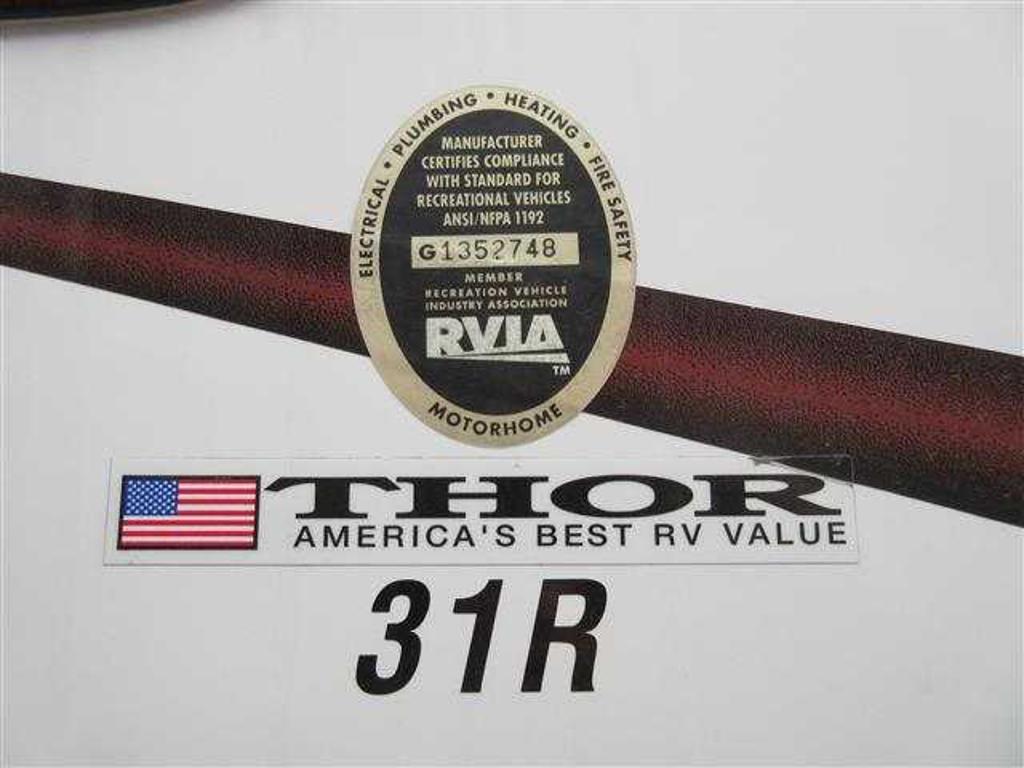 ELECTRICAL • PLUMBING • HEATING • FIRE SAFETY
MANUFACTURER
CERTIFIES COMPLIANCE
WITH STANDARD FOR
RECREATIONAL VEHICLES
ANSI/NFPA 1192
G1352748
MEMBER
RECREATION VEHICLE
INDUSTRY ASSOCIATION
RVIA
TM
MOTORHOME
THOR
AMERICA'S BEST RV VALUE
31R